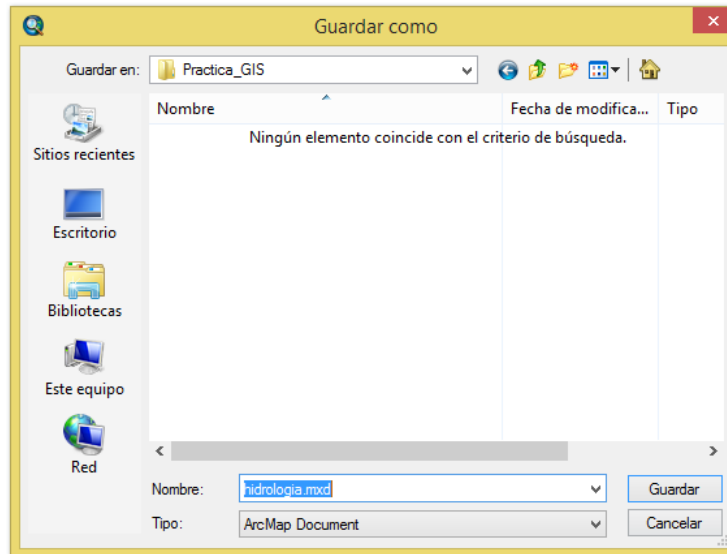 Guardar como
Guardar en: Practica_GIS
Nombre Fecha de modifica... Tipo
Ningún elemento coincide con el criterio de búsqueda.
Sitios recientes
Escritorio
Bibliotecas
Este equipo
Red
Nombre: hidrologia.mxd Guardar
Tipo: ArcMap Document Cancelar